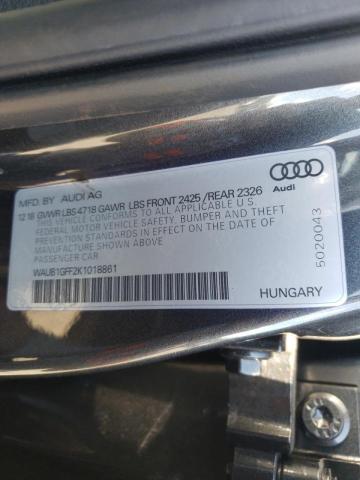 MFD. BY AUDI AG
12 18 GVWR LBS 4718 GAWR LBS FRONT 2425 / REAR 2326
THIS VEHICLE CONFORMS TO ALL APPLICABLE U.S.
FEDERAL MOTOR VEHICLE SAFETY, BUMPER AND THEFT
PREVENTION STANDARDS IN EFFECT ON THE DATE OF
MANUFACTURE SHOWN ABOVE.
PASSENGER CAR
WAUB1GFF2K1018861
HUNGARY
Audi
5020043